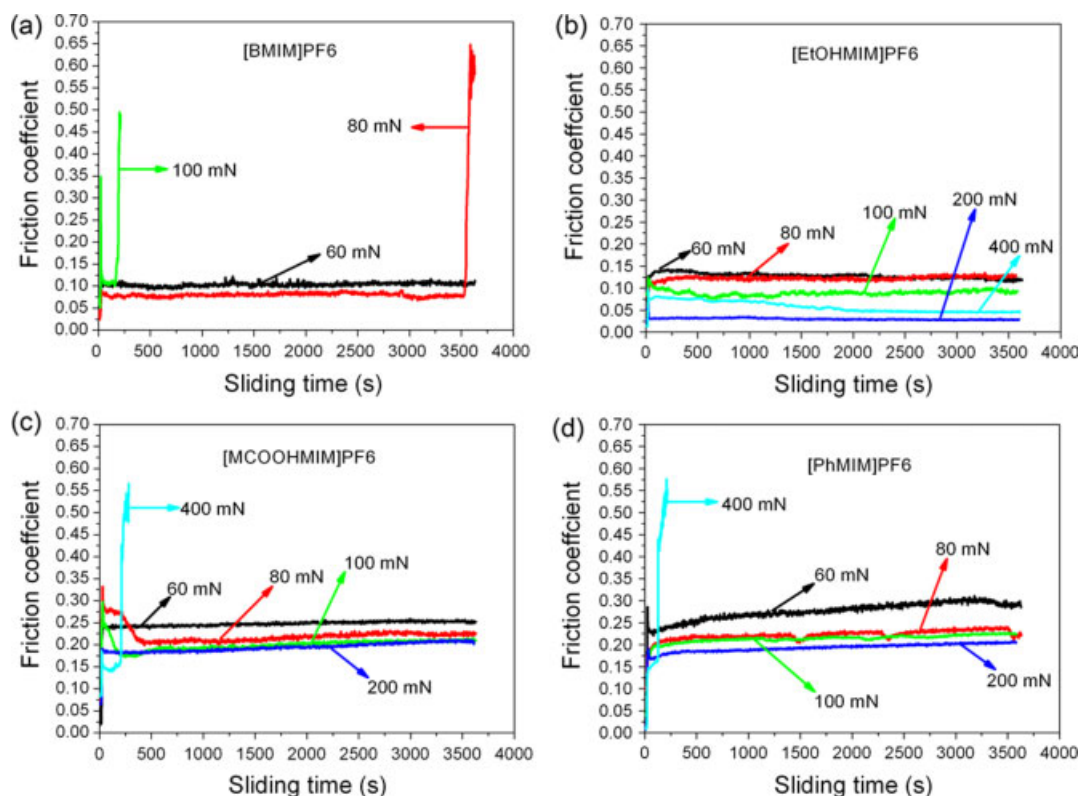 (a)
[BMIM]PF6
80 mN
100 mN
60 mN
Friction coeffcient
0.70
0.65
0.60
0.55
0.50
0.45
0.40
0.35
0.30
0.25
0.20
0.15
0.10
0.05
0.00
0 500 1000 1500 2000 2500 3000 3500 4000
Sliding time (s)
(b)
[EtOHMIM]PF6
200 mN
100 mN
80 mN
60 mN
400 mN
Friction coeffcient
0.70
0.65
0.60
0.55
0.50
0.45
0.40
0.35
0.30
0.25
0.20
0.15
0.10
0.05
0.00
0 500 1000 1500 2000 2500 3000 3500 4000
Sliding time (s)
(c)
[MCOOHMIM]PF6
400 mN
100 mN
80 mN
60 mN
200 mN
Friction coeffcient
0.70
0.65
0.60
0.55
0.50
0.45
0.40
0.35
0.30
0.25
0.20
0.15
0.10
0.05
0.00
0 500 1000 1500 2000 2500 3000 3500 4000
Sliding time (s)
(d)
[PhMIM]PF6
400 mN
80 mN
60 mN
200 mN
100 mN
Friction coeffcient
0.70
0.65
0.60
0.55
0.50
0.45
0.40
0.35
0.30
0.25
0.20
0.15
0.10
0.05
0.00
0 500 1000 1500 2000 2500 3000 3500 4000
Sliding time (s)